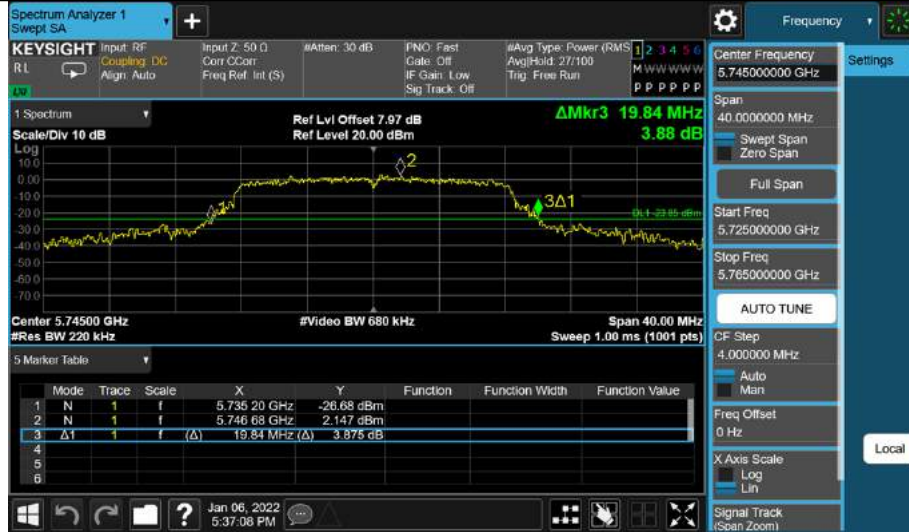 Spectrum Analyzer 1
Swept SA
+
Frequency
KEYSIGHT
RL
LXI
Input: RF
Coupling: DC
Align: Auto
Input Z: 50 Ω
Corr CCorr
Freq Ref: Int (S)
#Atten: 30 dB
PNO: Fast
Gate: Off
IF Gain: Low
Sig Track: Off
#Avg Type: Power (RMS
Avg|Hold: 27/100
Trig: Free Run
1 2 3 4 5 6
M W W W W W
P P P P P P
1 Spectrum
Scale/Div 10 dB
Ref Lvl Offset 7.97 dB
Ref Level 20.00 dBm
ΔMkr3 19.84 MHz
3.88 dB
Log
10.0
0.00
-10.0
-20.0
-30.0
-40.0
-50.0
-60.0
-70.0
2
1
3Δ1
DL1 -23.85 dBm
Center 5.74500 GHz
#Res BW 220 kHz
#Video BW 680 kHz
Span 40.00 MHz
Sweep 1.00 ms (1001 pts)
5 Marker Table
Mode Trace Scale X Y Function Function Width Function Value
1 N 1 f 5.735 20 GHz -26.68 dBm
2 N 1 f 5.746 68 GHz 2.147 dBm
3 Δ1 1 f (Δ) 19.84 MHz (Δ) 3.875 dB
4
5
6
?
Jan 06, 2022
5:37:08 PM
Center Frequency
5.745000000 GHz
Span
40.0000000 MHz
Swept Span
Zero Span
Full Span
Start Freq
5.725000000 GHz
Stop Freq
5.765000000 GHz
AUTO TUNE
CF Step
4.000000 MHz
Auto
Man
Freq Offset
0 Hz
X Axis Scale
Log
Lin
Signal Track
(Span Zoom)
Settings
Local